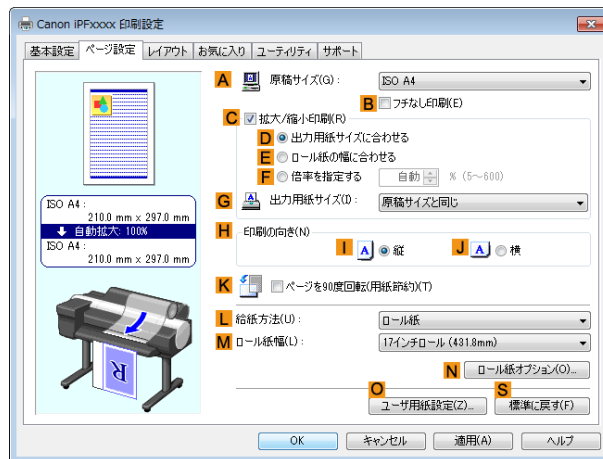 Canon iPFxxxx 印刷設定
基本設定 ページ設定 レイアウト お気に入り ユーティリティ サポート
A 原稿サイズ(G): ISO A4
B フチなし印刷(E)
C 拡大/縮小印刷(R)
D 出力用紙サイズに合わせる
E ロール紙の幅に合わせる
F 倍率を指定する 自動 % (5～600)
G 出力用紙サイズ(I): 原稿サイズと同じ
H 印刷の向き(N)
I A 縦 J A 横
K ページを90度回転(用紙節約)(T)
L 給紙方法(U): ロール紙
M ロール紙幅(L): 17インチロール (431.8mm)
N ロール紙オプション(O)...
O ユーザ用紙設定(Z)... S 標準に戻す(F)
ISO A4 :
210.0 mm x 297.0 mm
自動拡大: 100%
ISO A4 :
210.0 mm x 297.0 mm
R
OK キャンセル 適用(A) ヘルプ